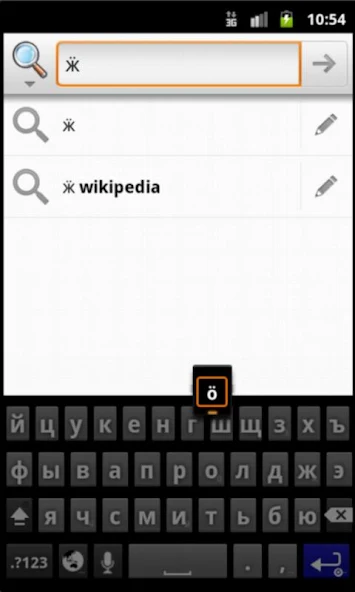 3G 10:54
ӝ
ӝ
ӝ wikipedia
ӧ
й ц у к е н г ш щ з х ъ
ф ы в а п р о л д ж э
я ч с м и т ь б ю
.?123 . ,